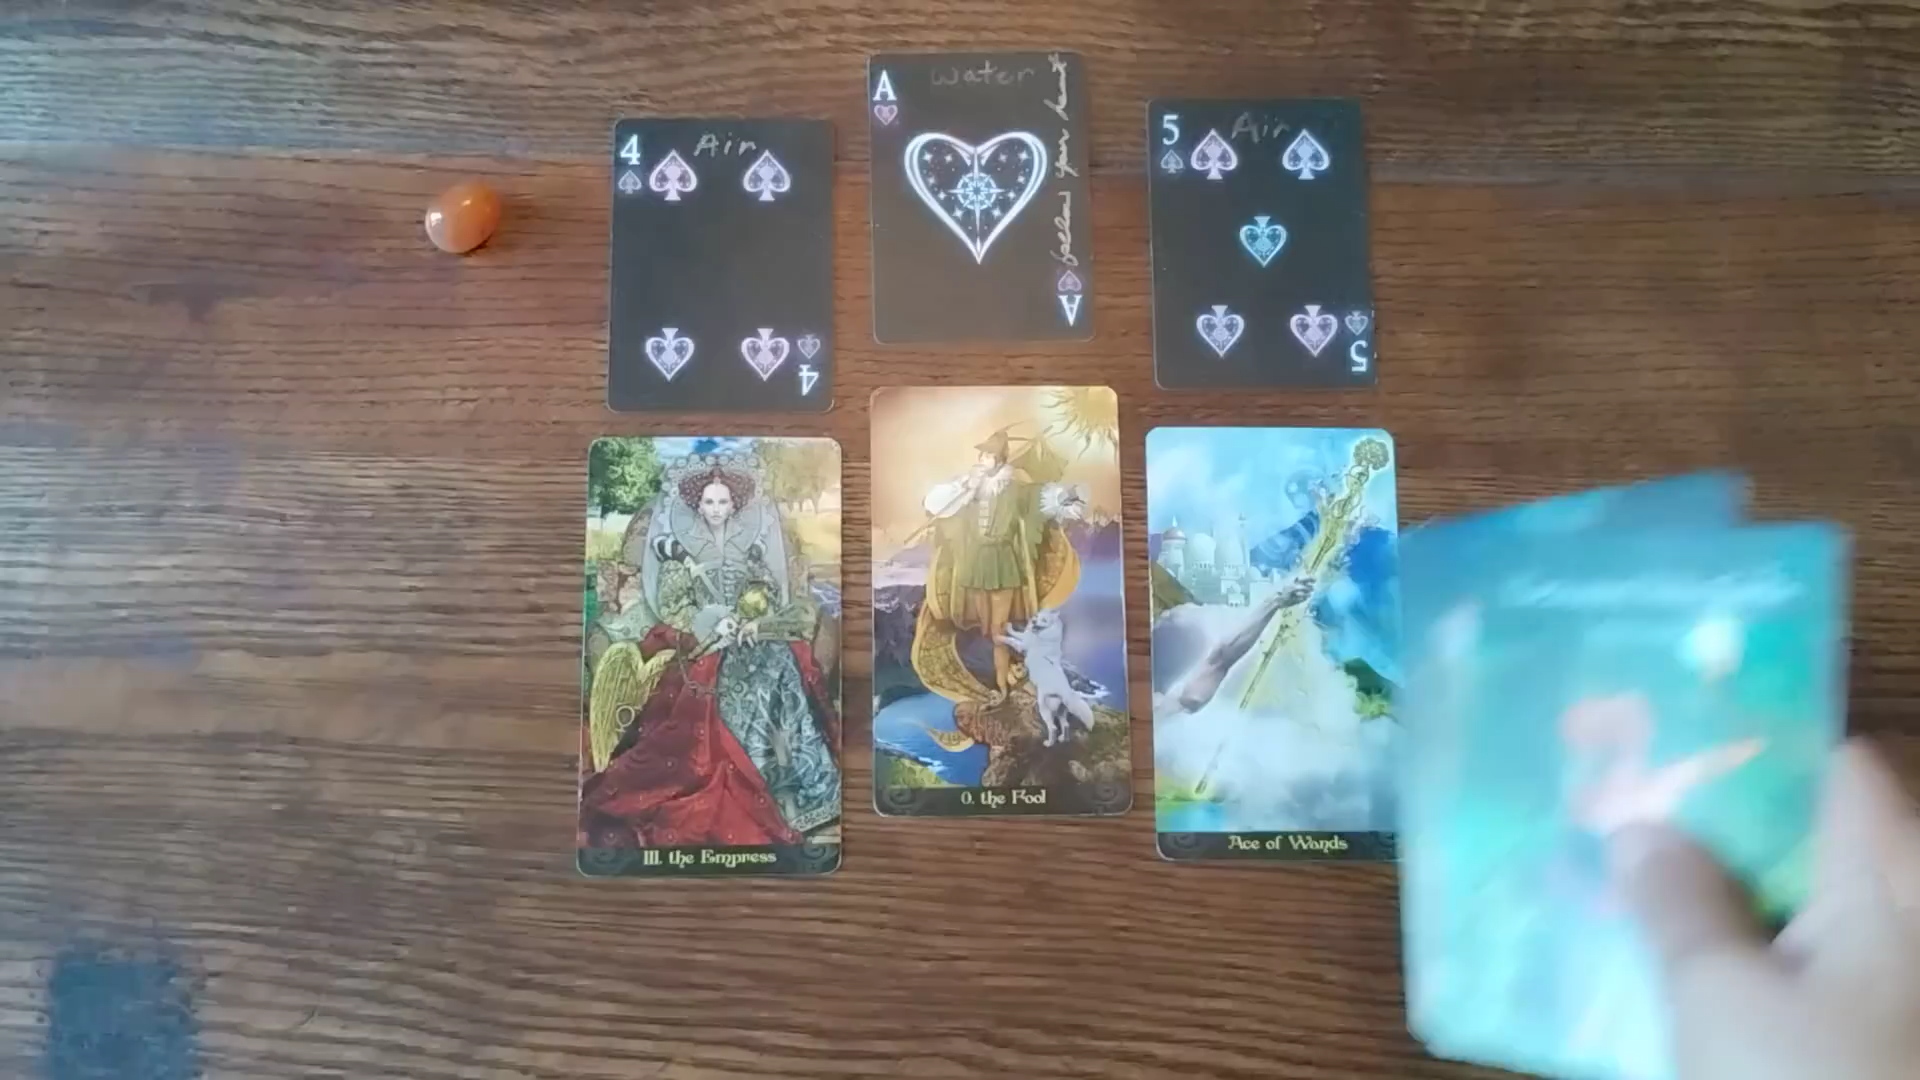 4
Air
4
A
Water
follow your heart
A
5
Air
5
III. the Empress
0. the Fool
Ace of Wands